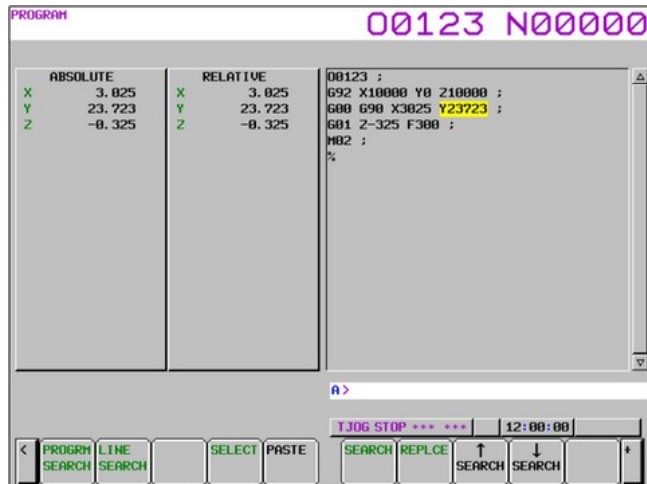 PROGRAM
O0123 N00000
ABSOLUTE
X 3.025
Y 23.723
Z -0.325
RELATIVE
X 3.025
Y 23.723
Z -0.325
O0123 ;
G92 X10000 Y0 Z10000 ;
G00 G90 X3025 Y23723 ;
G01 Z-325 F300 ;
M02 ;
%
A>
TJOG STOP *** ***
12:00:00
<
PROGRM SEARCH
LINE SEARCH
SELECT
PASTE
SEARCH
REPLCE
↑ SEARCH
↓ SEARCH
+